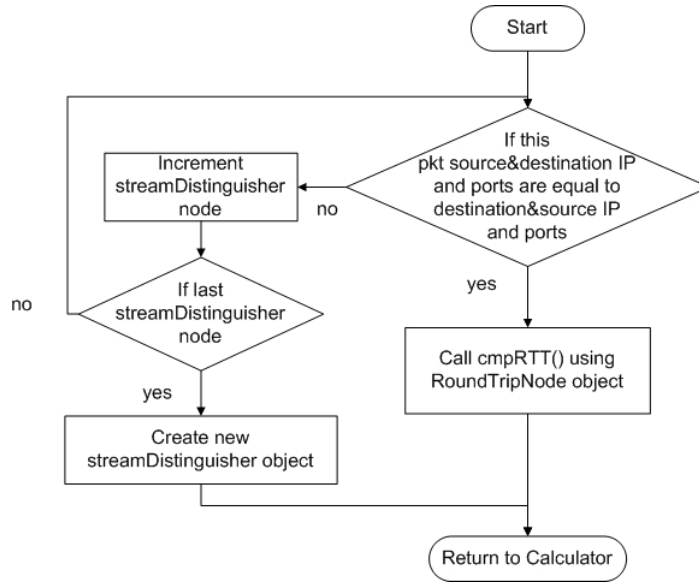 Start
If this
pkt source&destination IP
and ports are equal to
destination&source IP
and ports
Increment
streamDistinguisher
node
no
yes
no
If last
streamDistinguisher
node
Call cmpRTT() using
RoundTripNode object
yes
Create new
streamDistinguisher object
Return to Calculator